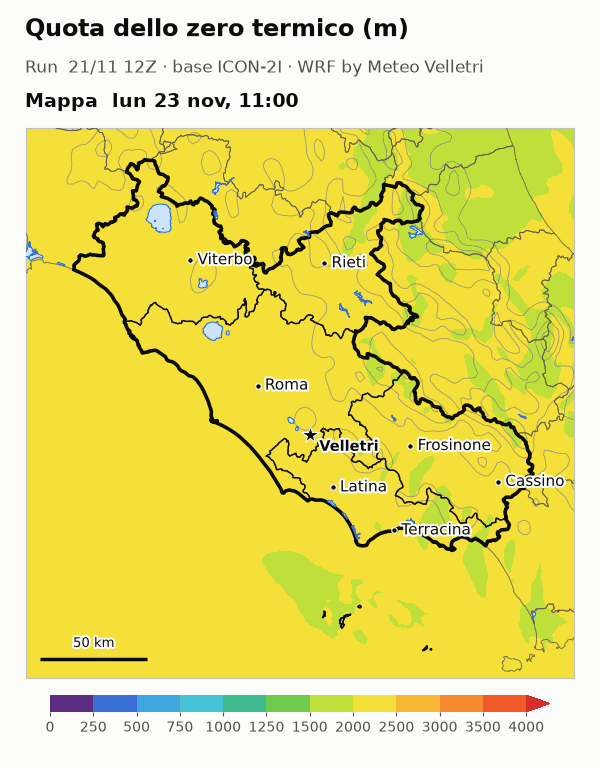 Quota dello zero termico (m)
Run  21/11 12Z · base ICON-2I · WRF by Meteo Velletri
Mappa  lun 23 nov, 11:00
Viterbo
Rieti
Roma
Velletri
Frosinone
Cassino
Latina
Terracina
50 km
0 250 500 750 1000 1250 1500 2000 2500 3000 3500 4000